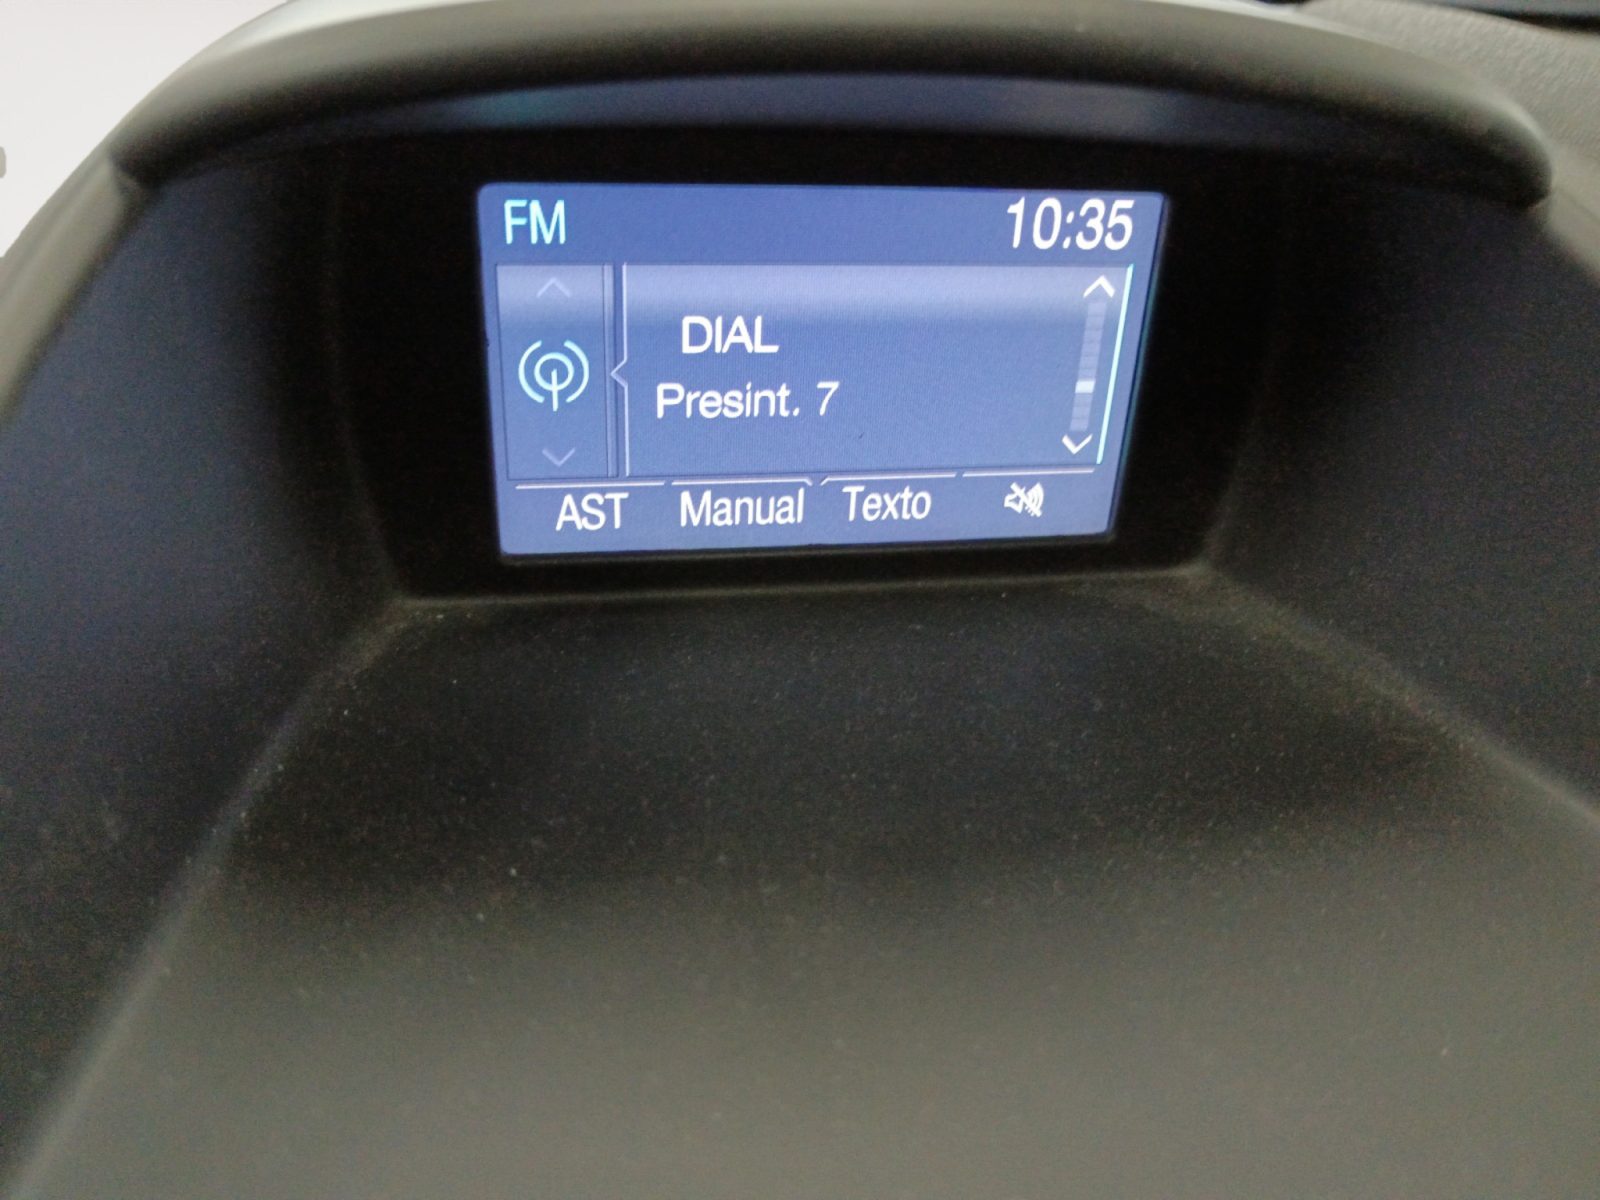 FM 10:35
DIAL
Presint. 7
AST Manual Texto